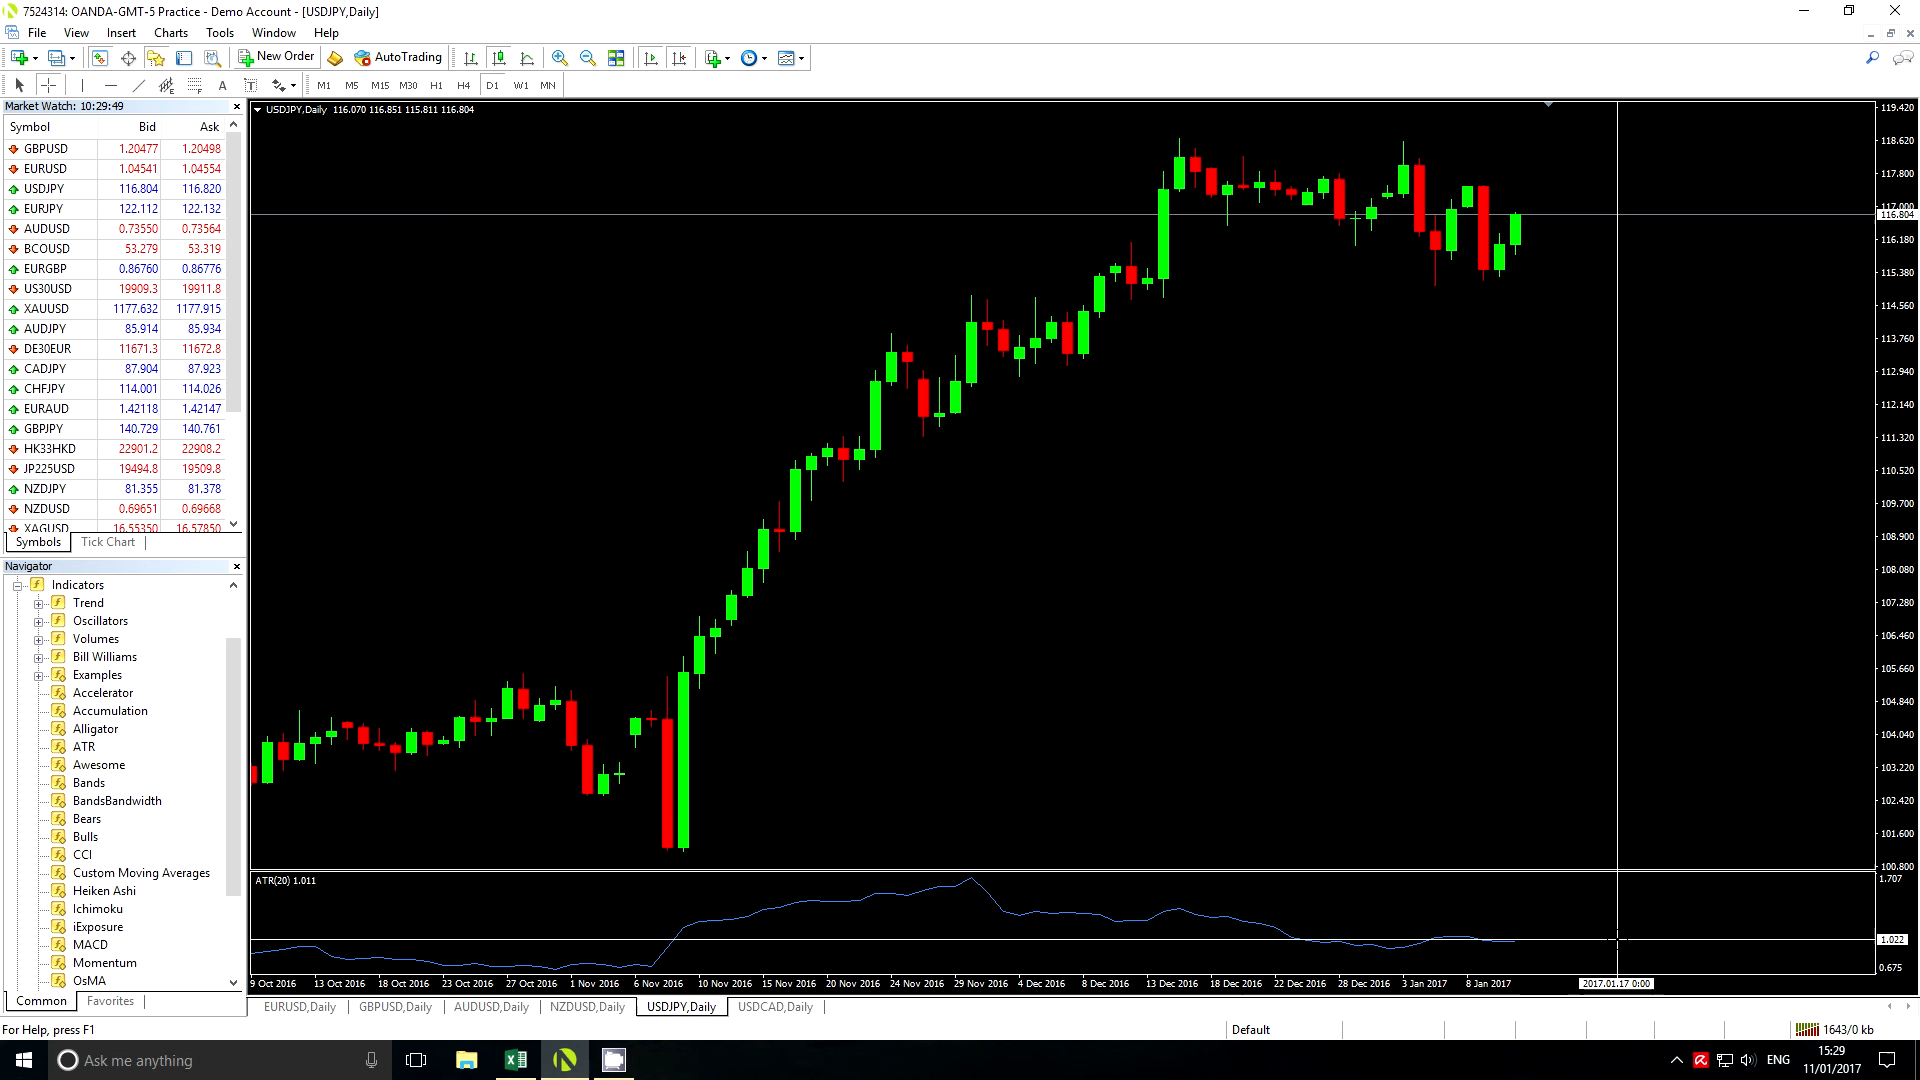 7524314: OANDA-GMT-5 Practice - Demo Account - [USDJPY,Daily]
File View Insert Charts Tools Window Help
New Order AutoTrading
A T M1 M5 M15 M30 H1 H4 D1 W1 MN
Market Watch: 10:29:49
Symbol Bid Ask
GBPUSD 1.20477 1.20498
EURUSD 1.04541 1.04554
USDJPY 116.804 116.820
EURJPY 122.112 122.132
AUDUSD 0.73550 0.73564
BCOUSD 53.279 53.319
EURGBP 0.86760 0.86776
US30USD 19909.3 19911.8
XAUUSD 1177.632 1177.915
AUDJPY 85.914 85.934
DE30EUR 11671.3 11672.8
CADJPY 87.904 87.923
CHFJPY 114.001 114.026
EURAUD 1.42118 1.42147
GBPJPY 140.729 140.761
HK33HKD 22901.2 22908.2
JP225USD 19494.8 19509.8
NZDJPY 81.355 81.378
NZDUSD 0.69651 0.69668
XAGUSD 16.55350 16.57850
Symbols Tick Chart
Navigator
Indicators
Trend
Oscillators
Volumes
Bill Williams
Examples
Accelerator
Accumulation
Alligator
ATR
Awesome
Bands
BandsBandwidth
Bears
Bulls
CCI
Custom Moving Averages
Heiken Ashi
Ichimoku
iExposure
MACD
Momentum
OsMA
Common Favorites
USDJPY,Daily 116.070 116.851 115.811 116.804
119.420
118.620
117.800
117.000
116.804
116.180
115.380
114.560
113.760
112.940
112.140
111.320
110.520
109.700
108.900
108.080
107.280
106.460
105.660
104.840
104.040
103.220
102.420
101.600
100.800
ATR(20) 1.011
1.707
1.022
0.675
9 Oct 2016 13 Oct 2016 18 Oct 2016 23 Oct 2016 27 Oct 2016 1 Nov 2016 6 Nov 2016 10 Nov 2016 15 Nov 2016 20 Nov 2016 24 Nov 2016 29 Nov 2016 4 Dec 2016 8 Dec 2016 13 Dec 2016 18 Dec 2016 22 Dec 2016 28 Dec 2016 3 Jan 2017 8 Jan 2017 2017.01.17 0:00
EURUSD,Daily GBPUSD,Daily AUDUSD,Daily NZDUSD,Daily USDJPY,Daily USDCAD,Daily
For Help, press F1 Default 1643/0 kb
Ask me anything
ENG
15:29
11/01/2017